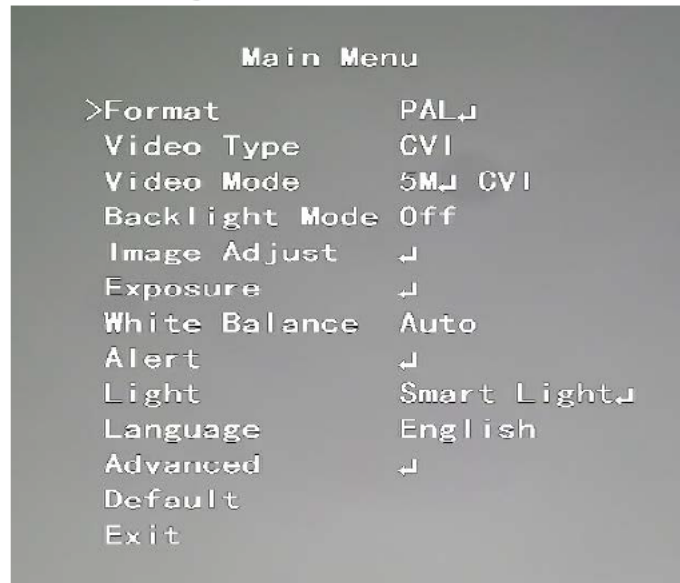 Main Menu
>Format PAL↵
Video Type CVI
Video Mode 5M↵ CVI
Backlight Mode Off
Image Adjust ↵
Exposure ↵
White Balance Auto
Alert ↵
Light Smart Light↵
Language English
Advanced ↵
Default
Exit